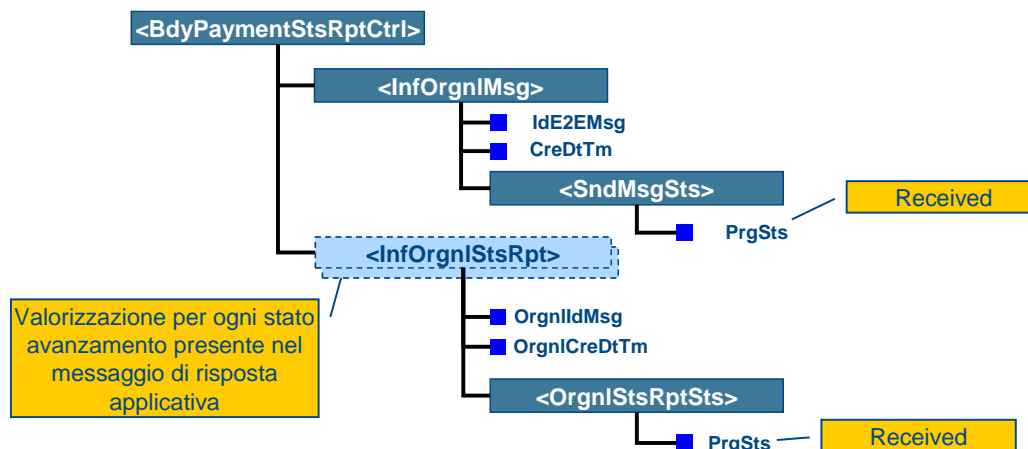 <BdyPaymentStsRptCtrl>
<InfOrgnlMsg>
IdE2EMsg
CreDtTm
<SndMsgSts>
Received
PrgSts
<InfOrgnlStsRpt>
Valorizzazione per ogni stato
avanzamento presente nel
messaggio di risposta
applicativa
OrgnlIdMsg
OrgnlCreDtTm
<OrgnlStsRptSts>
Received
PrgSts